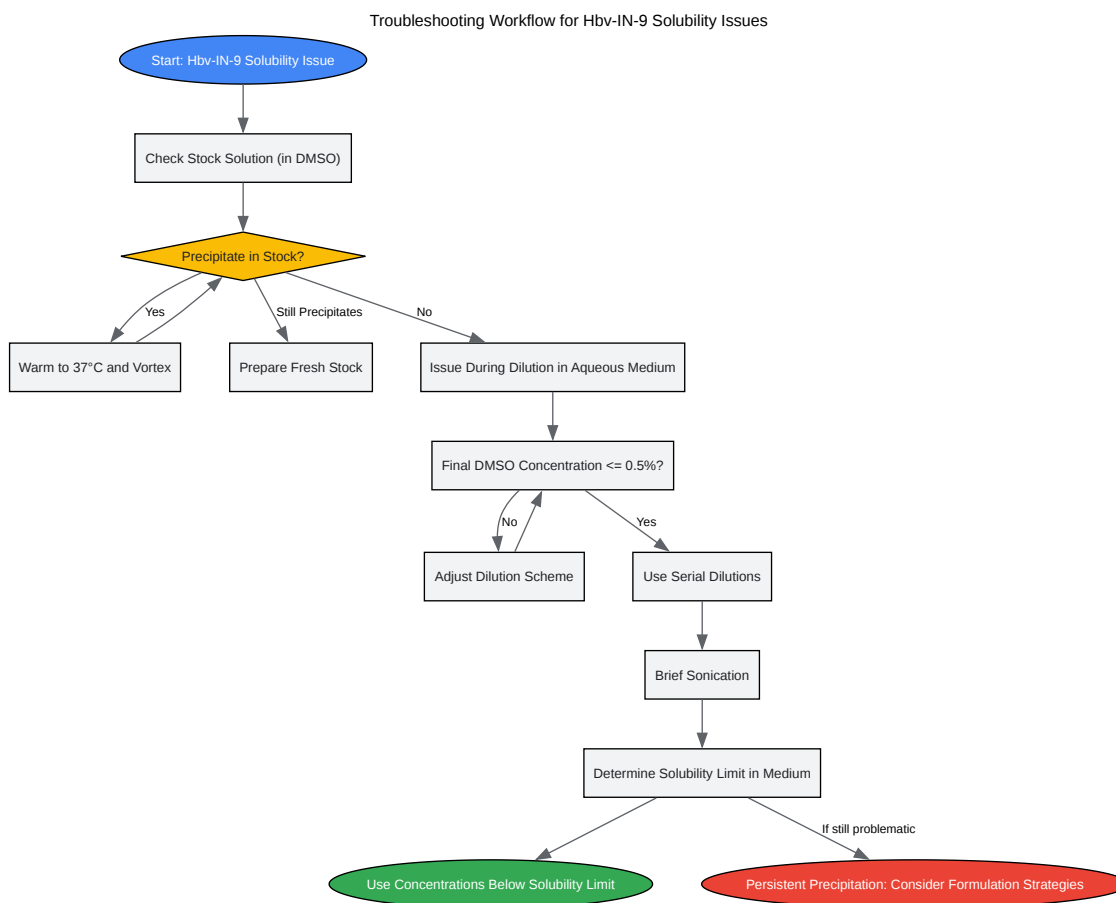 Troubleshooting Workflow for Hbv-IN-9 Solubility Issues
Start: Hbv-IN-9 Solubility Issue
Check Stock Solution (in DMSO)
Precipitate in Stock?
Yes
Still Precipitates
No
Warm to 37°C and Vortex
Prepare Fresh Stock
Issue During Dilution in Aqueous Medium
Final DMSO Concentration <= 0.5%?
No
Yes
Adjust Dilution Scheme
Use Serial Dilutions
Brief Sonication
Determine Solubility Limit in Medium
If still problematic
Use Concentrations Below Solubility Limit
Persistent Precipitation: Consider Formulation Strategies